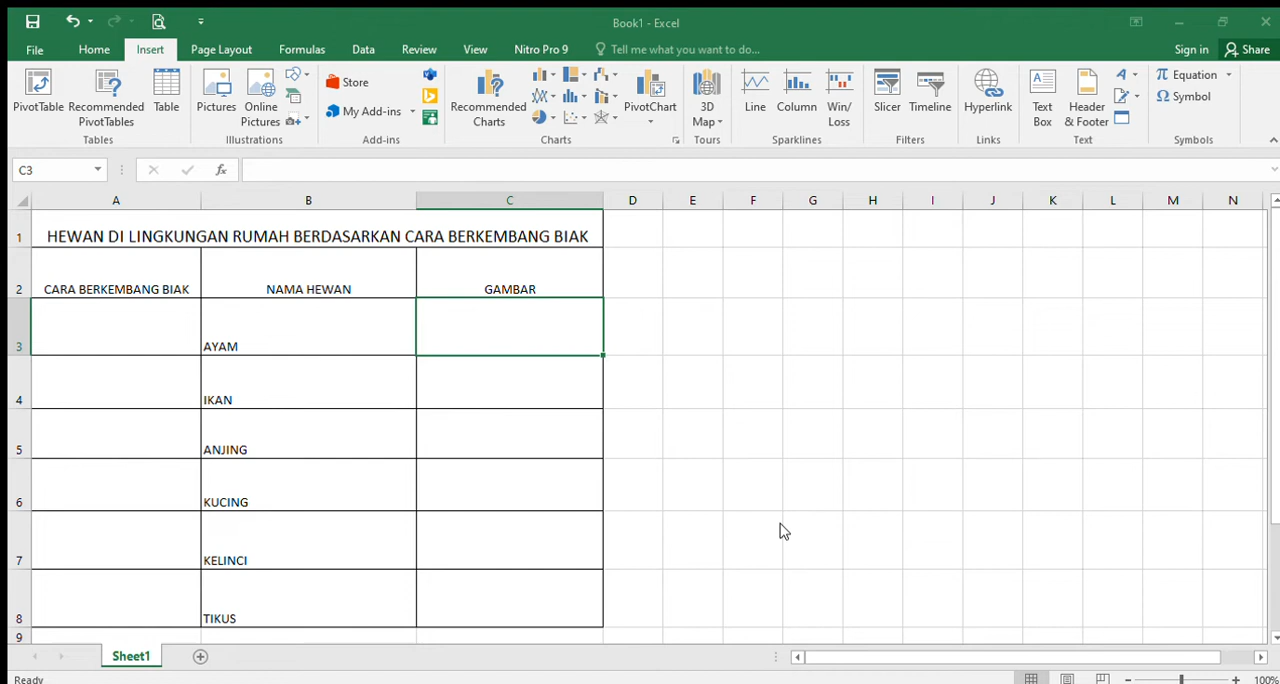 Book1 - Excel
File Home Insert Page Layout Formulas Data Review View Nitro Pro 9 Tell me what you want to do... Sign in Share
PivotTable Recommended PivotTables Table Pictures Online Pictures Store My Add-ins Recommended Charts PivotChart 3D Map Line Column Win/Loss Slicer Timeline Hyperlink Text Box Header & Footer Equation Symbol
Tables Illustrations Add-ins Charts Tours Sparklines Filters Links Text Symbols
C3 fx
A B C D E F G H I J K L M N
1 HEWAN DI LINGKUNGAN RUMAH BERDASARKAN CARA BERKEMBANG BIAK
2 CARA BERKEMBANG BIAK NAMA HEWAN GAMBAR
3 AYAM
4 IKAN
5 ANJING
6 KUCING
7 KELINCI
8 TIKUS
9
Sheet1
Ready 100%